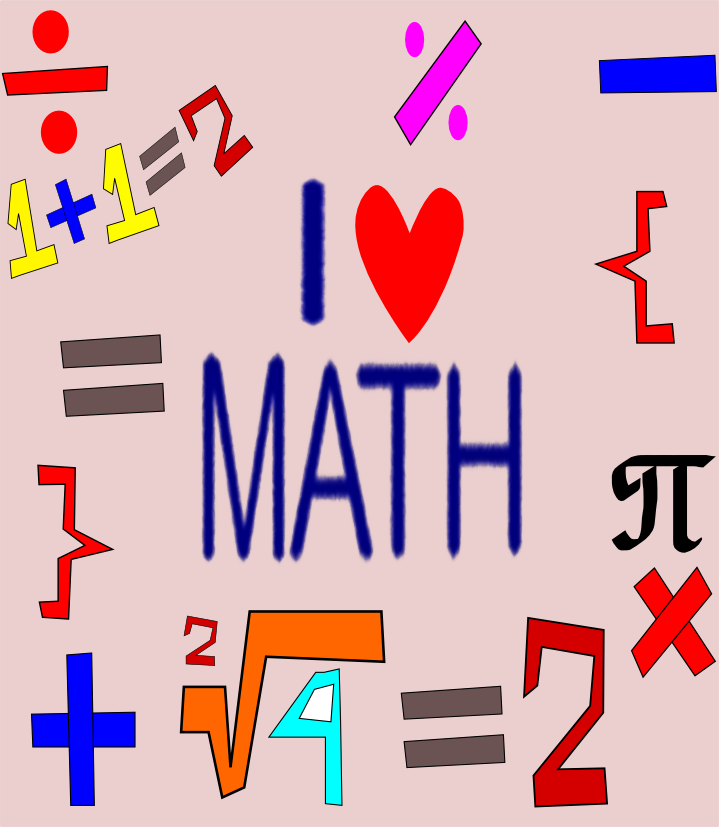 ÷ % −
1+1=2
I ❤
{
=
MATH
}
π
×
+ ²√4 = 2